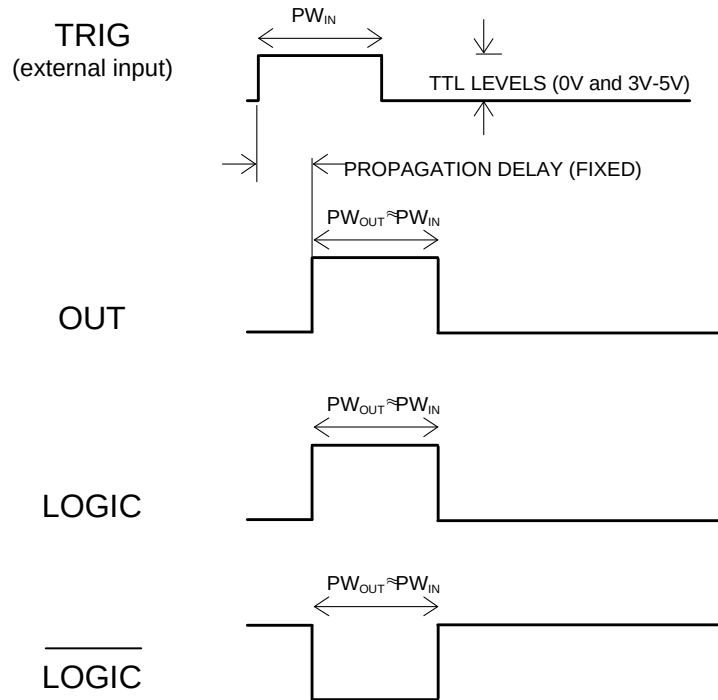 PW_IN
TRIG
(external input)
TTL LEVELS (0V and 3V-5V)
PROPAGATION DELAY (FIXED)
PW_OUT≈PW_IN
OUT
PW_OUT≈PW_IN
LOGIC
PW_OUT≈PW_IN
LOGIC